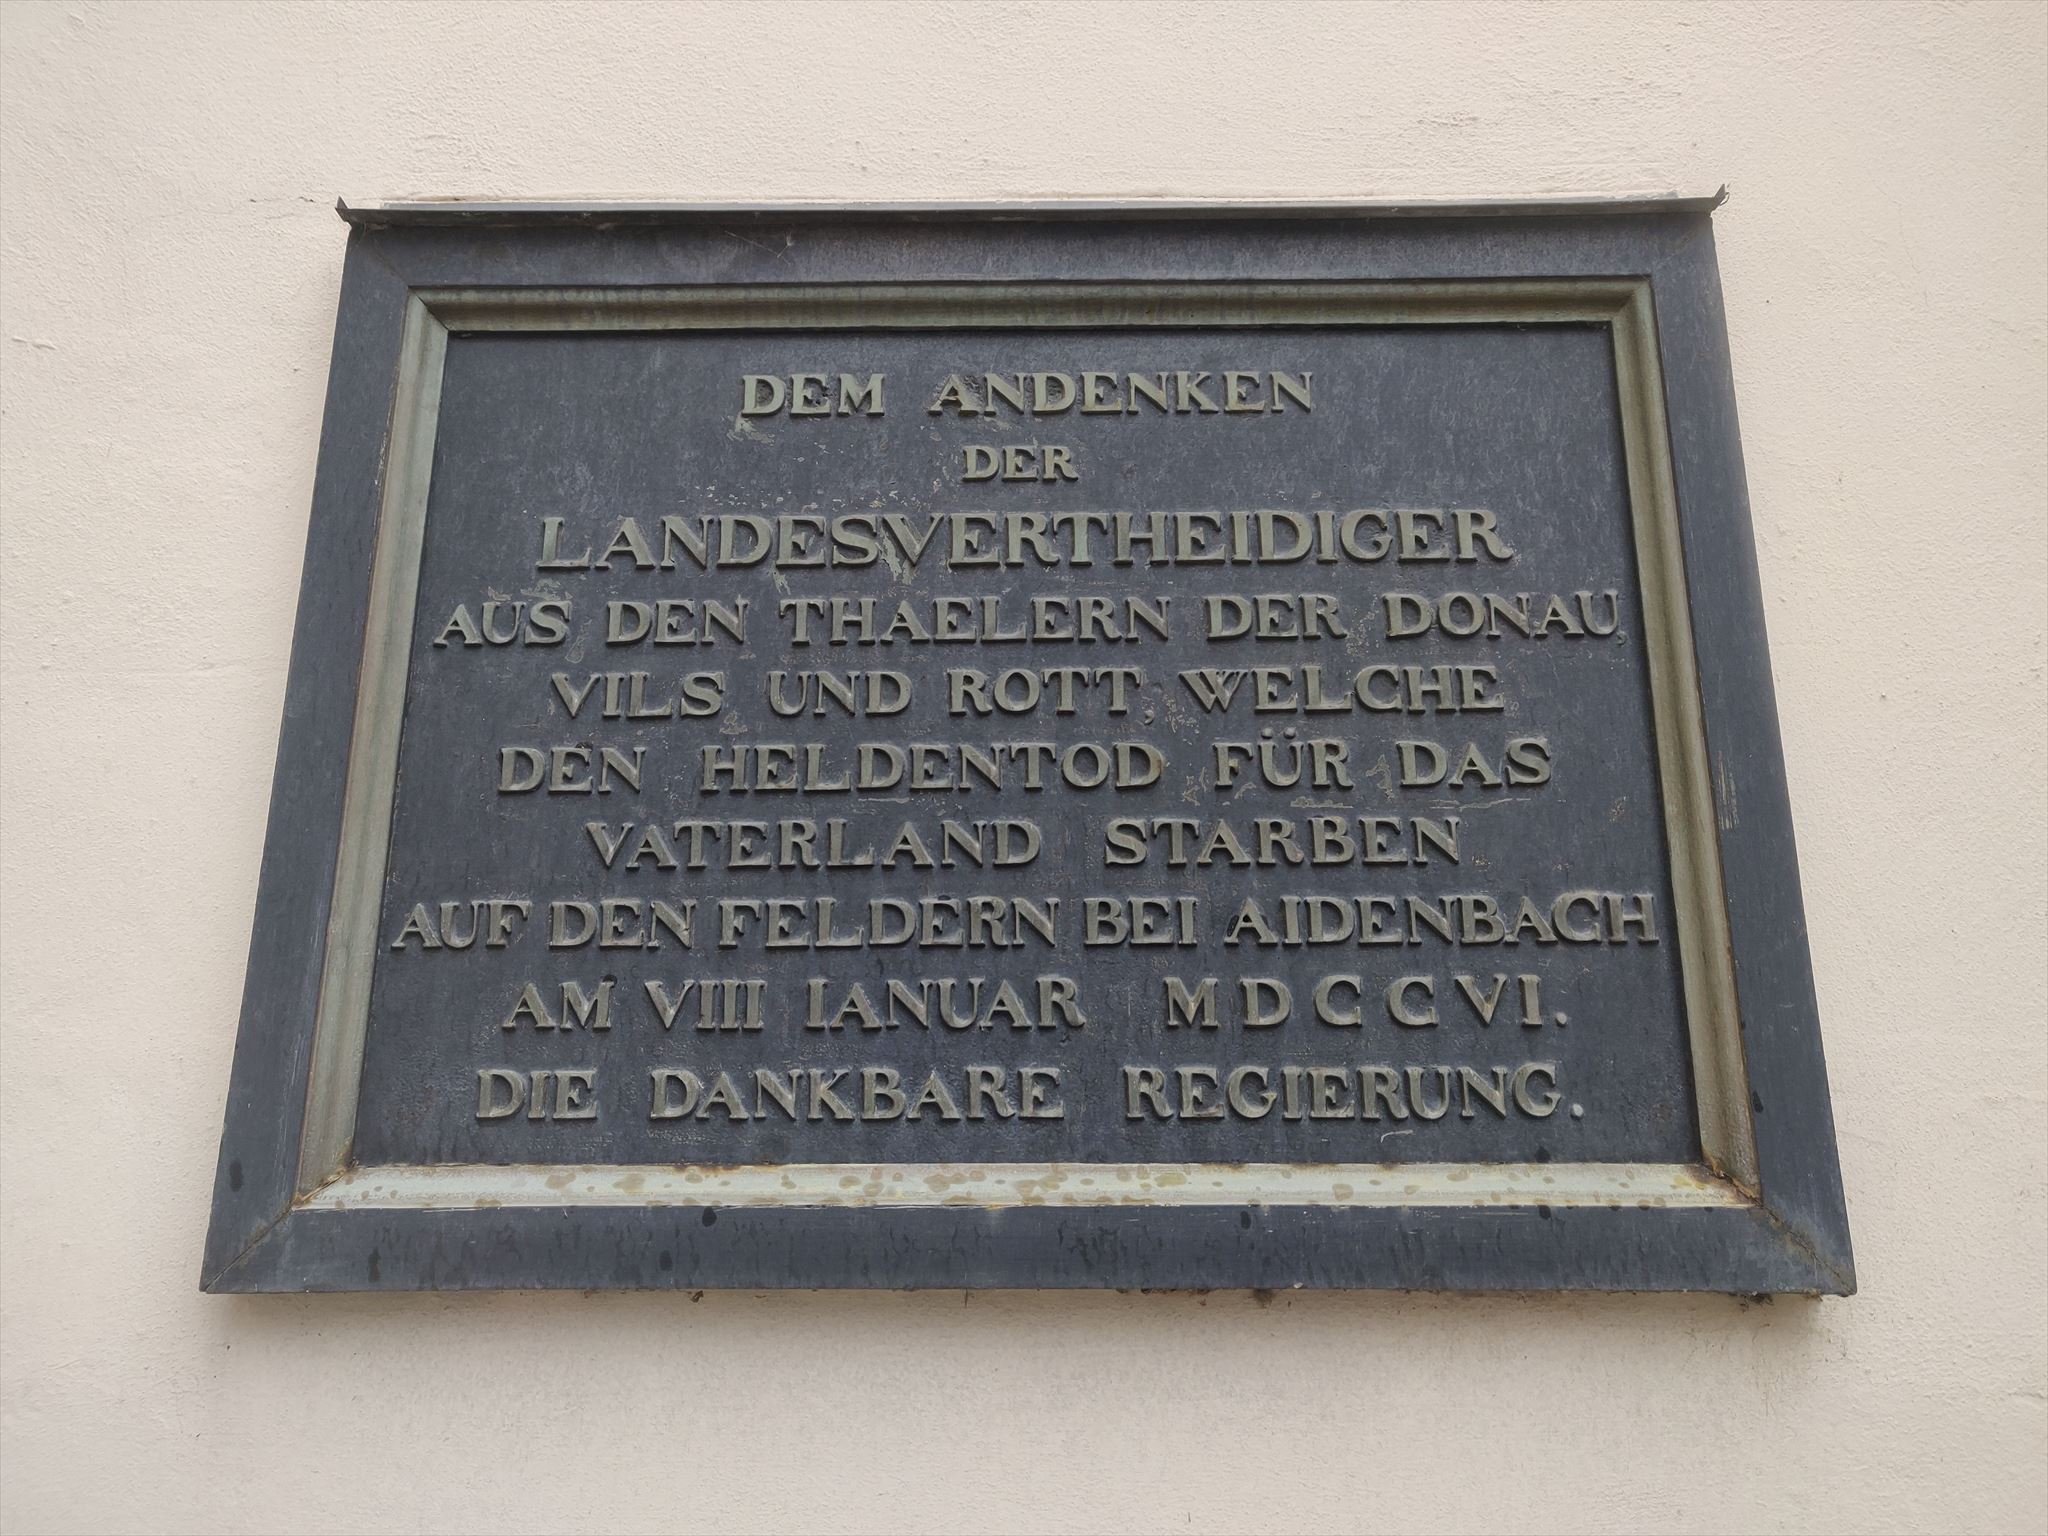 DEM ANDENKEN
DER
LANDESVERTHEIDIGER
AUS DEN THAELERN DER DONAU,
VILS UND ROTT, WELCHE
DEN HELDENTOD FÜR DAS
VATERLAND STARBEN
AUF DEN FELDERN BEI AIDENBACH
AM VIII IANUAR MDCCVI.
DIE DANKBARE REGIERUNG.